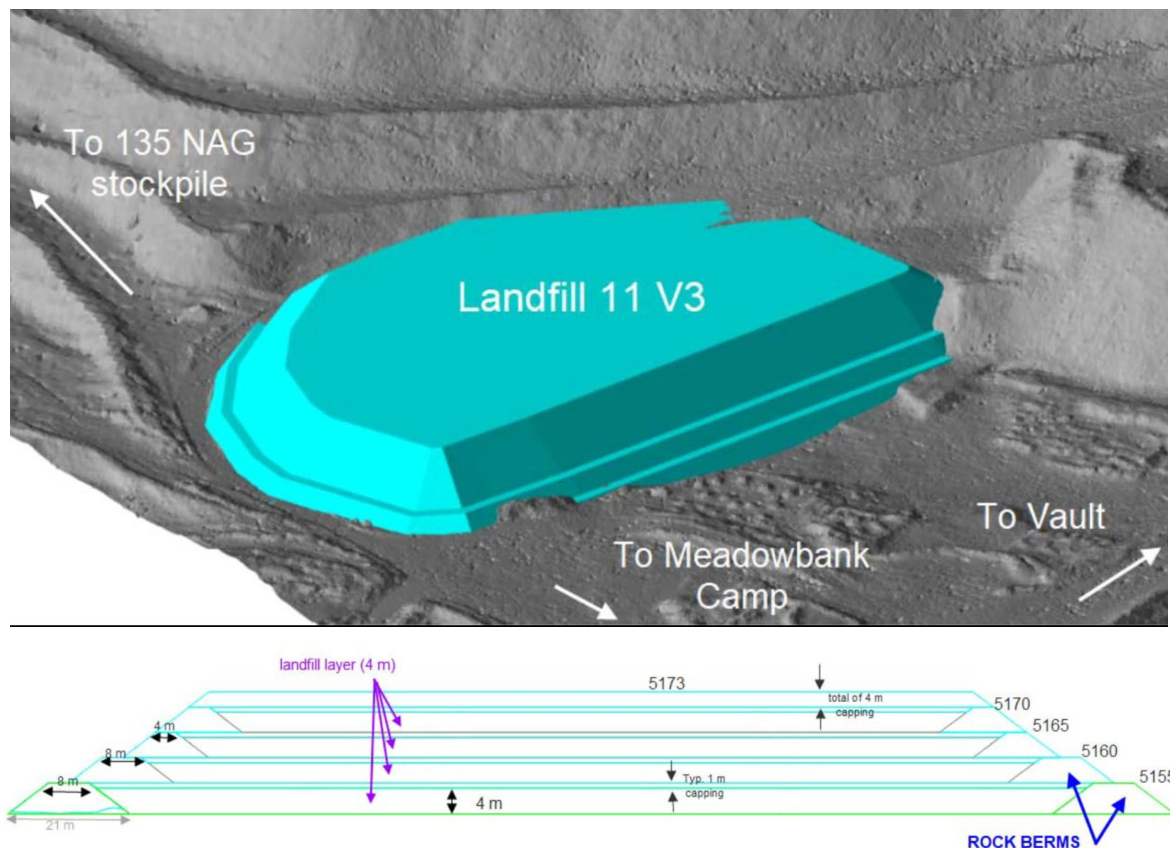 To 135 NAG
stockpile
Landfill 11 V3
To Vault
To Meadowbank
Camp
landfill layer (4 m)
5173
total of 4 m
capping
5170
4 m
5165
8 m
5160
8 m
Typ. 1 m
capping
5155
4 m
21 m
ROCK BERMS